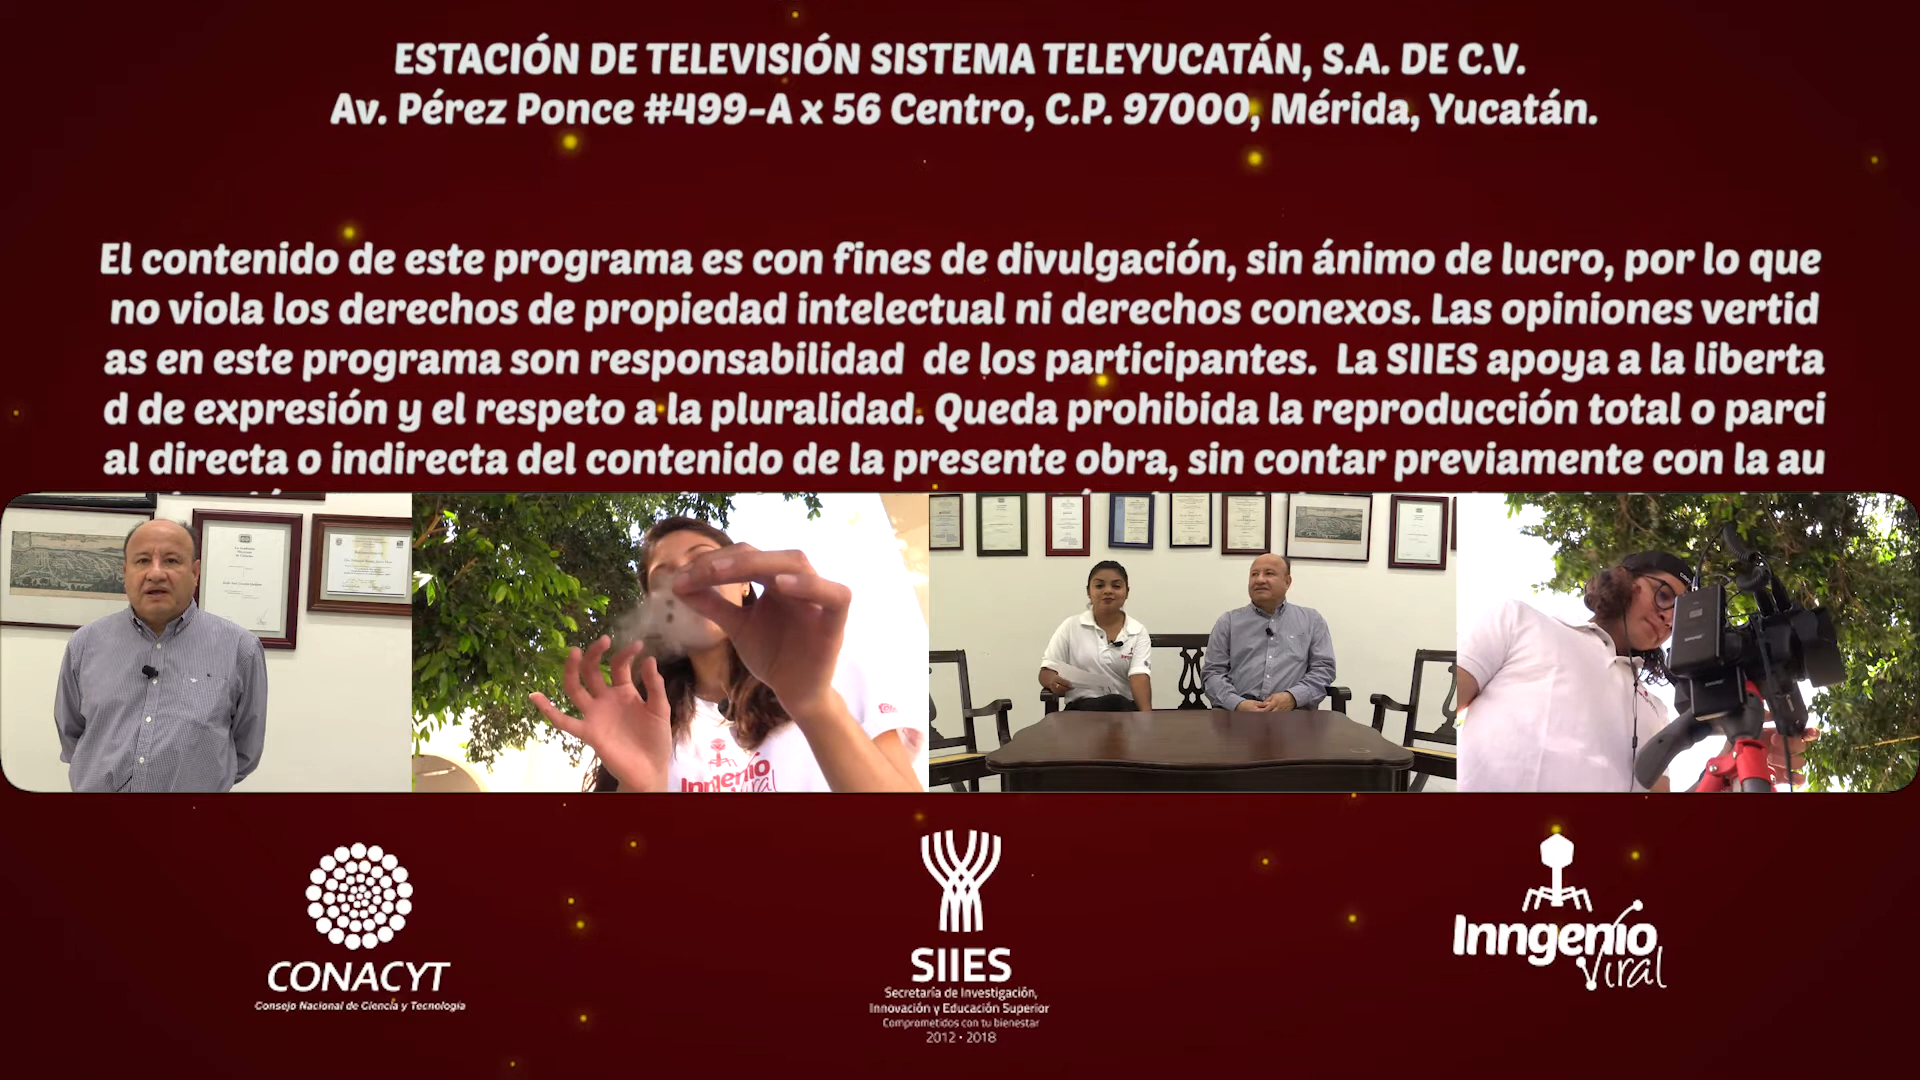 ESTACIÓN DE TELEVISIÓN SISTEMA TELEYUCATÁN, S.A. DE C.V.
Av. Pérez Ponce #499-A x 56 Centro, C.P. 97000, Mérida, Yucatán.
El contenido de este programa es con fines de divulgación, sin ánimo de lucro, por lo que
no viola los derechos de propiedad intelectual ni derechos conexos. Las opiniones vertid
as en este programa son responsabilidad de los participantes. La SIIES apoya a la liberta
d de expresión y el respeto a la pluralidad. Queda prohibida la reproducción total o parci
al directa o indirecta del contenido de la presente obra, sin contar previamente con la au
Inngenio
Viral
CONACYT
Consejo Nacional de Ciencia y Tecnología
SIIES
Secretaría de Investigación,
Innovación y Educación Superior
Comprometidos con tu bienestar
2012 • 2018
Inngenio
Viral